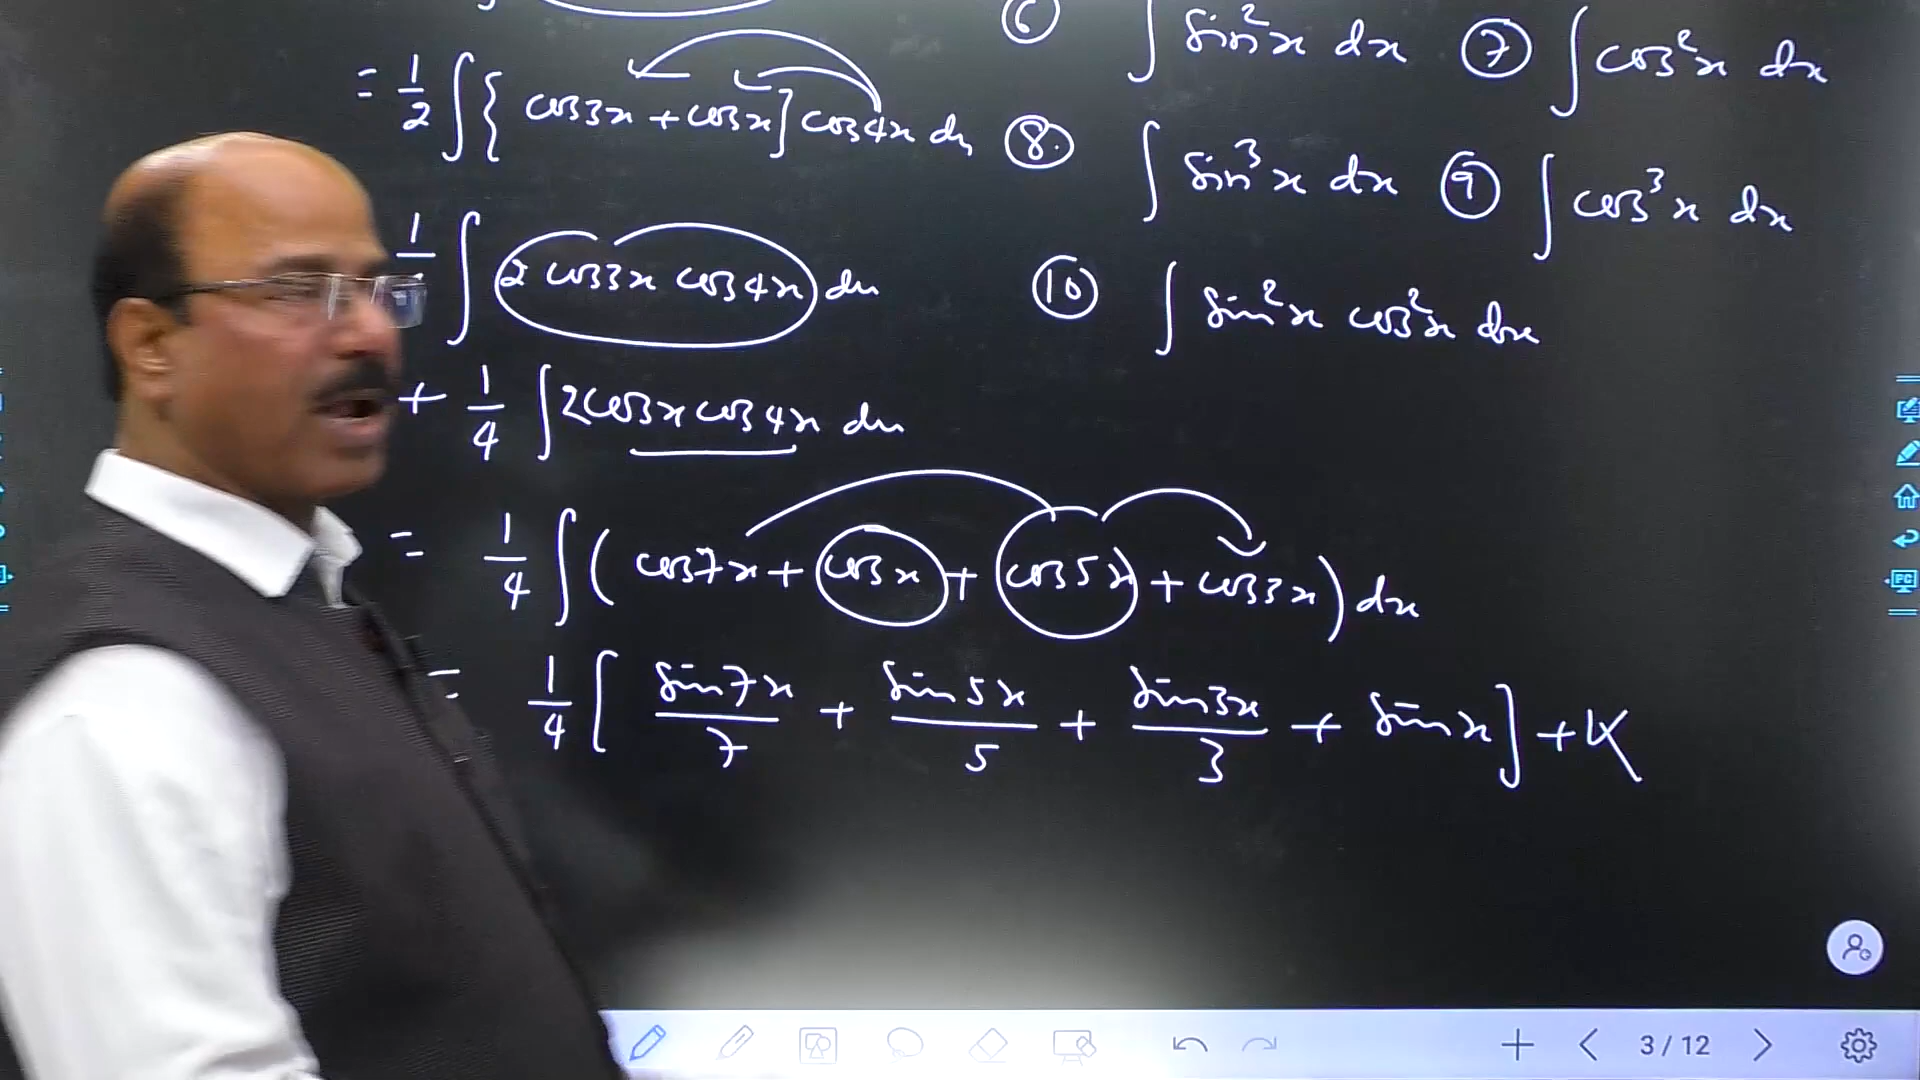 = 1/2 ∫ { cos3x + cosx ] cos4x dx
1/ ∫ 2 cos3x cos4x dx
+ 1/4 ∫ 2cosx cos4x dx
= 1/4 ∫ ( cos7x + cosx + cos5x + cos3x ) dx
= 1/4 [ sin7x/7 + sin5x/5 + sin3x/3 + sinx ] + K
⑥ ∫ sin²x dx ⑦ ∫ cos²x dx
⑧ ∫ sin³x dx ⑨ ∫ cos³x dx
⑩ ∫ sin²x cos²x dx
PC
3 / 12